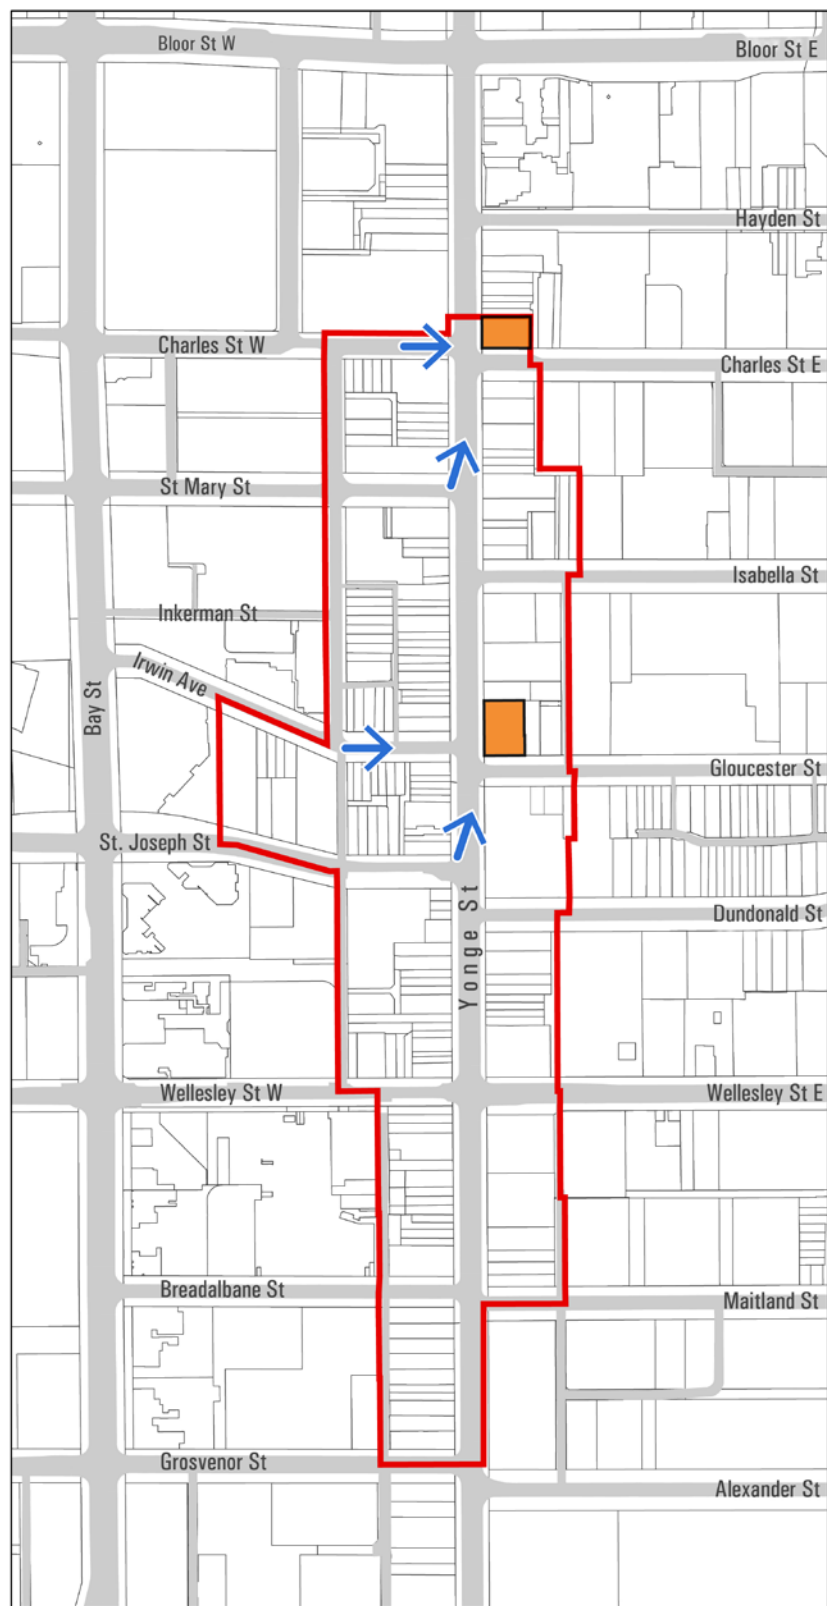 Bloor St W
Bloor St E
Hayden St
Charles St W
Charles St E
St Mary St
Isabella St
Inkerman St
Irwin Ave
Bay St
Gloucester St
St. Joseph St
Yonge St
Dundonald St
Wellesley St W
Wellesley St E
Breadalbane St
Maitland St
Grosvenor St
Alexander St